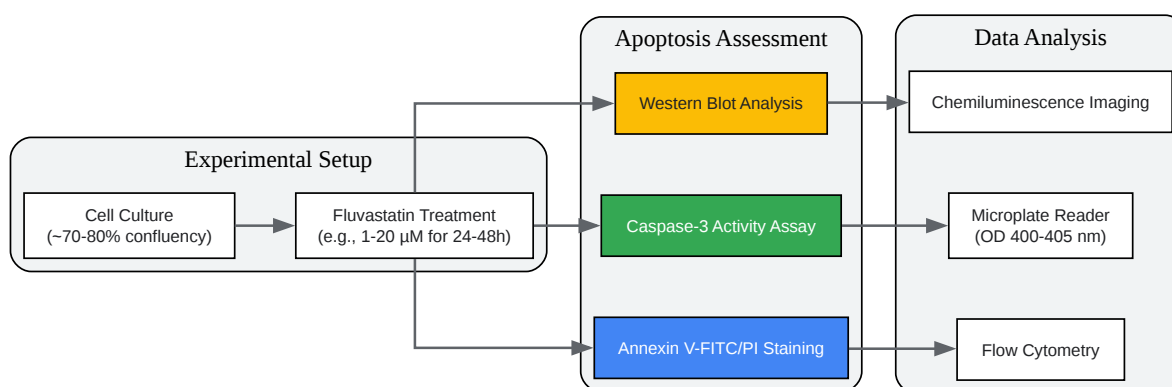 Experimental Setup
Cell Culture
(~70-80% confluency)
Fluvastatin Treatment
(e.g., 1-20 µM for 24-48h)
Apoptosis Assessment
Western Blot Analysis
Caspase-3 Activity Assay
Annexin V-FITC/PI Staining
Data Analysis
Chemiluminescence Imaging
Microplate Reader
(OD 400-405 nm)
Flow Cytometry